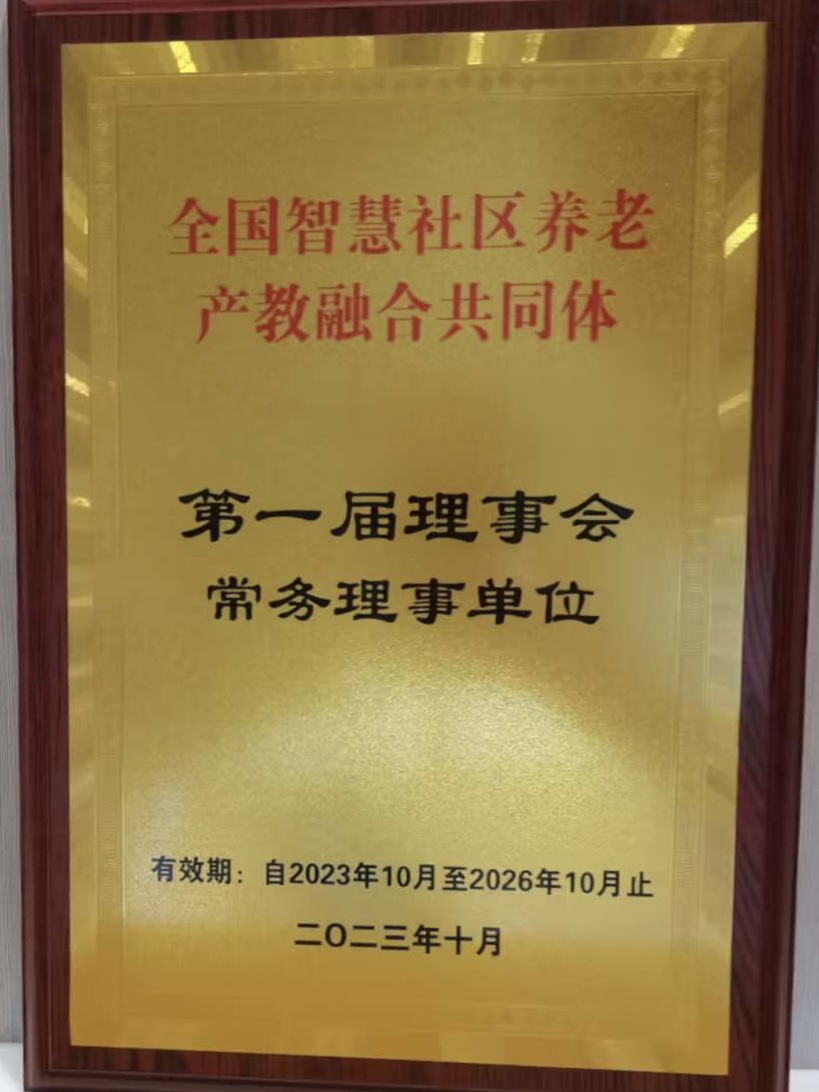 全国智慧社区养老
产教融合共同体
第一届理事会
常务理事单位
有效期：自2023年10月至2026年10月止
二〇二三年十月